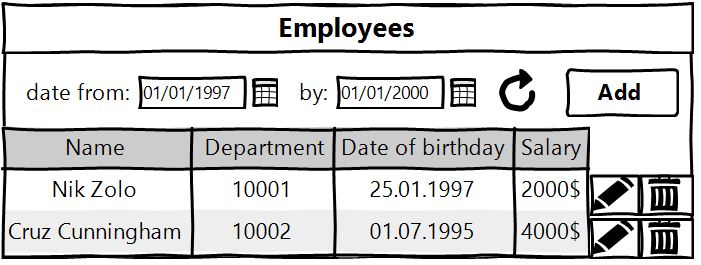 Employees
date from: 01/01/1997 by: 01/01/2000 Add
Name Department Date of birthday Salary
Nik Zolo 10001 25.01.1997 2000$
Cruz Cunningham 10002 01.07.1995 4000$